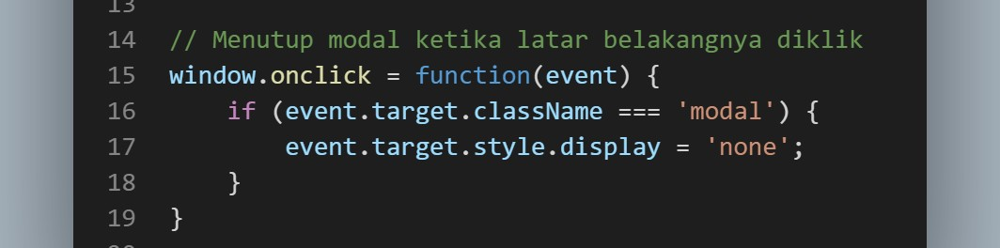 13
14 // Menutup modal ketika latar belakangnya diklik
15 window.onclick = function(event) {
16     if (event.target.className === 'modal') {
17         event.target.style.display = 'none';
18     }
19 }